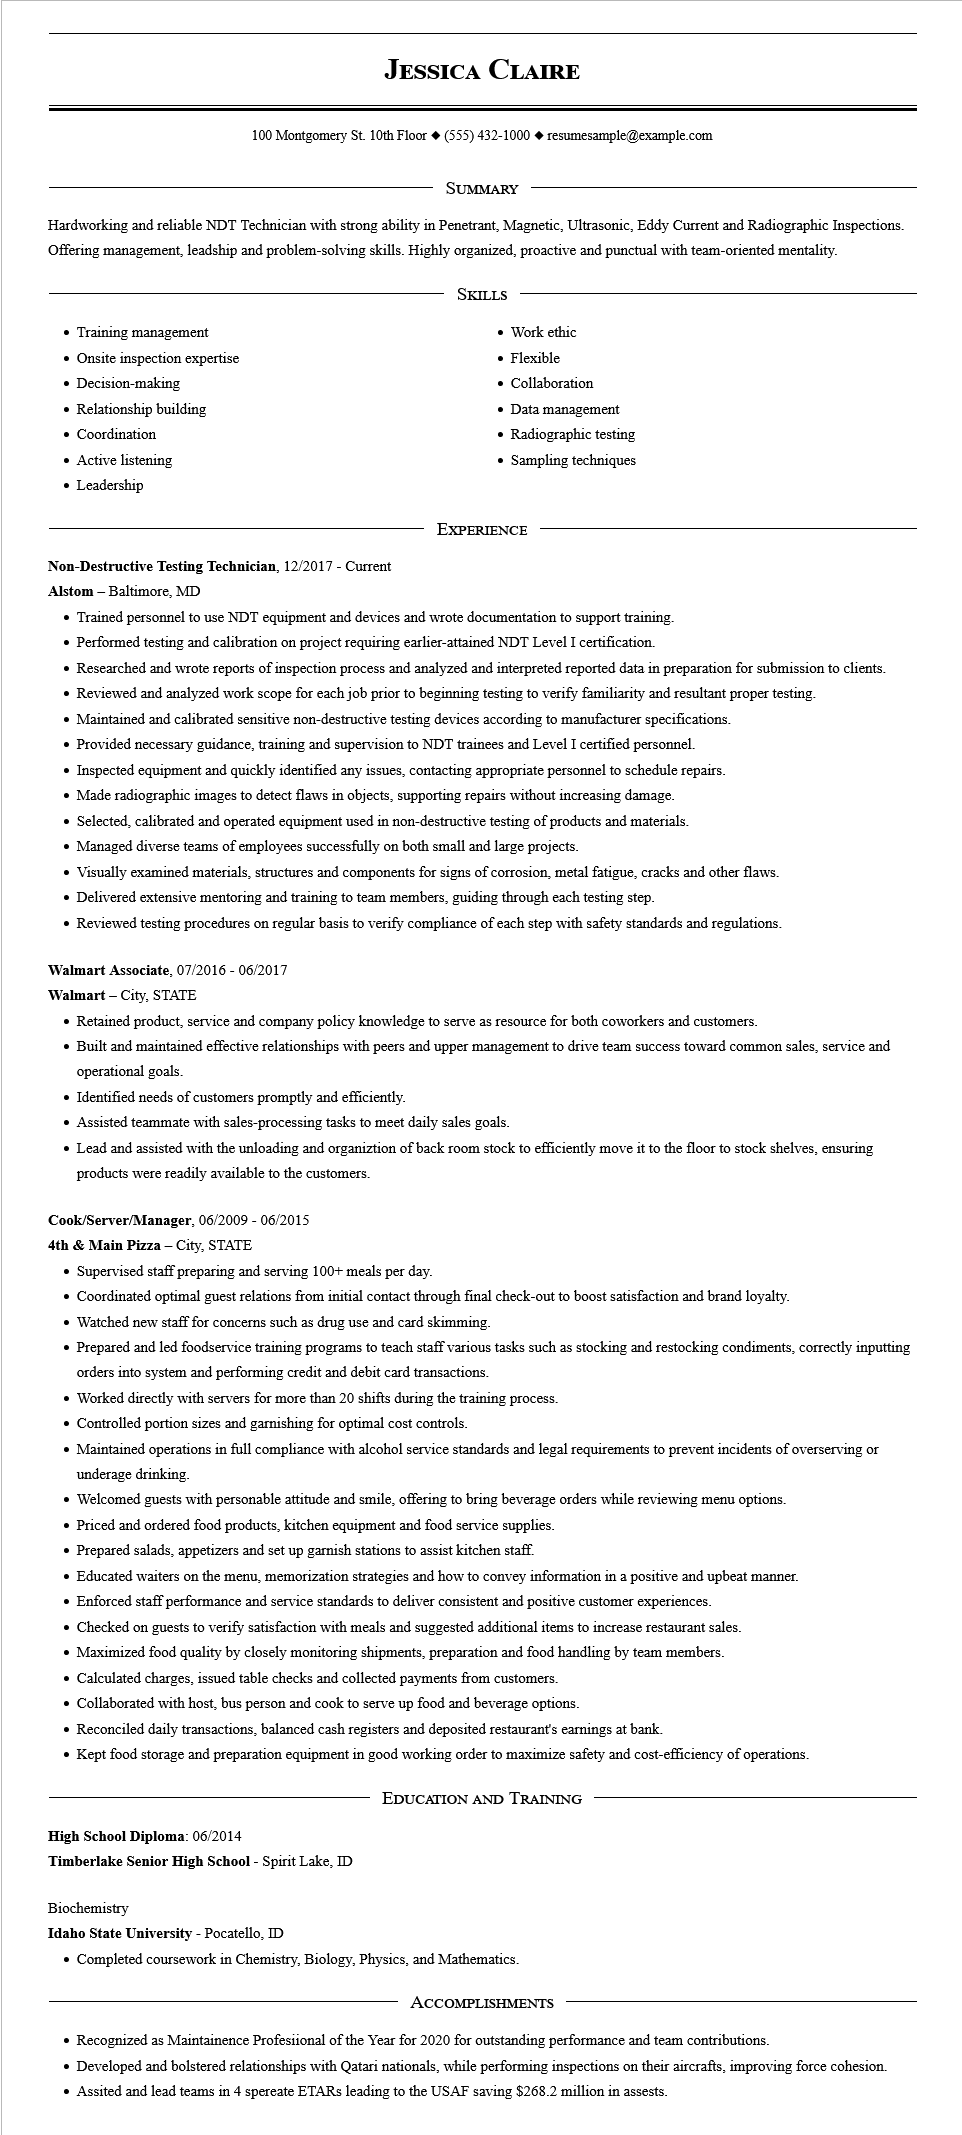 Jessica Claire
100 Montgomery St. 10th Floor ◆ (555) 432-1000 ◆ resumesample@example.com
Summary
Hardworking and reliable NDT Technician with strong ability in Penetrant, Magnetic, Ultrasonic, Eddy Current and Radiographic Inspections.
Offering management, leadship and problem-solving skills. Highly organized, proactive and punctual with team-oriented mentality.
Skills
• Training management
• Onsite inspection expertise
• Decision-making
• Relationship building
• Coordination
• Active listening
• Leadership
• Work ethic
• Flexible
• Collaboration
• Data management
• Radiographic testing
• Sampling techniques
Experience
Non-Destructive Testing Technician, 12/2017 - Current
Alstom – Baltimore, MD
• Trained personnel to use NDT equipment and devices and wrote documentation to support training.
• Performed testing and calibration on project requiring earlier-attained NDT Level I certification.
• Researched and wrote reports of inspection process and analyzed and interpreted reported data in preparation for submission to clients.
• Reviewed and analyzed work scope for each job prior to beginning testing to verify familiarity and resultant proper testing.
• Maintained and calibrated sensitive non-destructive testing devices according to manufacturer specifications.
• Provided necessary guidance, training and supervision to NDT trainees and Level I certified personnel.
• Inspected equipment and quickly identified any issues, contacting appropriate personnel to schedule repairs.
• Made radiographic images to detect flaws in objects, supporting repairs without increasing damage.
• Selected, calibrated and operated equipment used in non-destructive testing of products and materials.
• Managed diverse teams of employees successfully on both small and large projects.
• Visually examined materials, structures and components for signs of corrosion, metal fatigue, cracks and other flaws.
• Delivered extensive mentoring and training to team members, guiding through each testing step.
• Reviewed testing procedures on regular basis to verify compliance of each step with safety standards and regulations.
Walmart Associate, 07/2016 - 06/2017
Walmart – City, STATE
• Retained product, service and company policy knowledge to serve as resource for both coworkers and customers.
• Built and maintained effective relationships with peers and upper management to drive team success toward common sales, service and
operational goals.
• Identified needs of customers promptly and efficiently.
• Assisted teammate with sales-processing tasks to meet daily sales goals.
• Lead and assisted with the unloading and organiztion of back room stock to efficiently move it to the floor to stock shelves, ensuring
products were readily available to the customers.
Cook/Server/Manager, 06/2009 - 06/2015
4th & Main Pizza – City, STATE
• Supervised staff preparing and serving 100+ meals per day.
• Coordinated optimal guest relations from initial contact through final check-out to boost satisfaction and brand loyalty.
• Watched new staff for concerns such as drug use and card skimming.
• Prepared and led foodservice training programs to teach staff various tasks such as stocking and restocking condiments, correctly inputting
orders into system and performing credit and debit card transactions.
• Worked directly with servers for more than 20 shifts during the training process.
• Controlled portion sizes and garnishing for optimal cost controls.
• Maintained operations in full compliance with alcohol service standards and legal requirements to prevent incidents of overserving or
underage drinking.
• Welcomed guests with personable attitude and smile, offering to bring beverage orders while reviewing menu options.
• Priced and ordered food products, kitchen equipment and food service supplies.
• Prepared salads, appetizers and set up garnish stations to assist kitchen staff.
• Educated waiters on the menu, memorization strategies and how to convey information in a positive and upbeat manner.
• Enforced staff performance and service standards to deliver consistent and positive customer experiences.
• Checked on guests to verify satisfaction with meals and suggested additional items to increase restaurant sales.
• Maximized food quality by closely monitoring shipments, preparation and food handling by team members.
• Calculated charges, issued table checks and collected payments from customers.
• Collaborated with host, bus person and cook to serve up food and beverage options.
• Reconciled daily transactions, balanced cash registers and deposited restaurant's earnings at bank.
• Kept food storage and preparation equipment in good working order to maximize safety and cost-efficiency of operations.
Education and Training
High School Diploma: 06/2014
Timberlake Senior High School - Spirit Lake, ID
Biochemistry
Idaho State University - Pocatello, ID
• Completed coursework in Chemistry, Biology, Physics, and Mathematics.
Accomplishments
• Recognized as Maintainence Profesiional of the Year for 2020 for outstanding performance and team contributions.
• Developed and bolstered relationships with Qatari nationals, while performing inspections on their aircrafts, improving force cohesion.
• Assited and lead teams in 4 spereate ETARs leading to the USAF saving $268.2 million in assests.